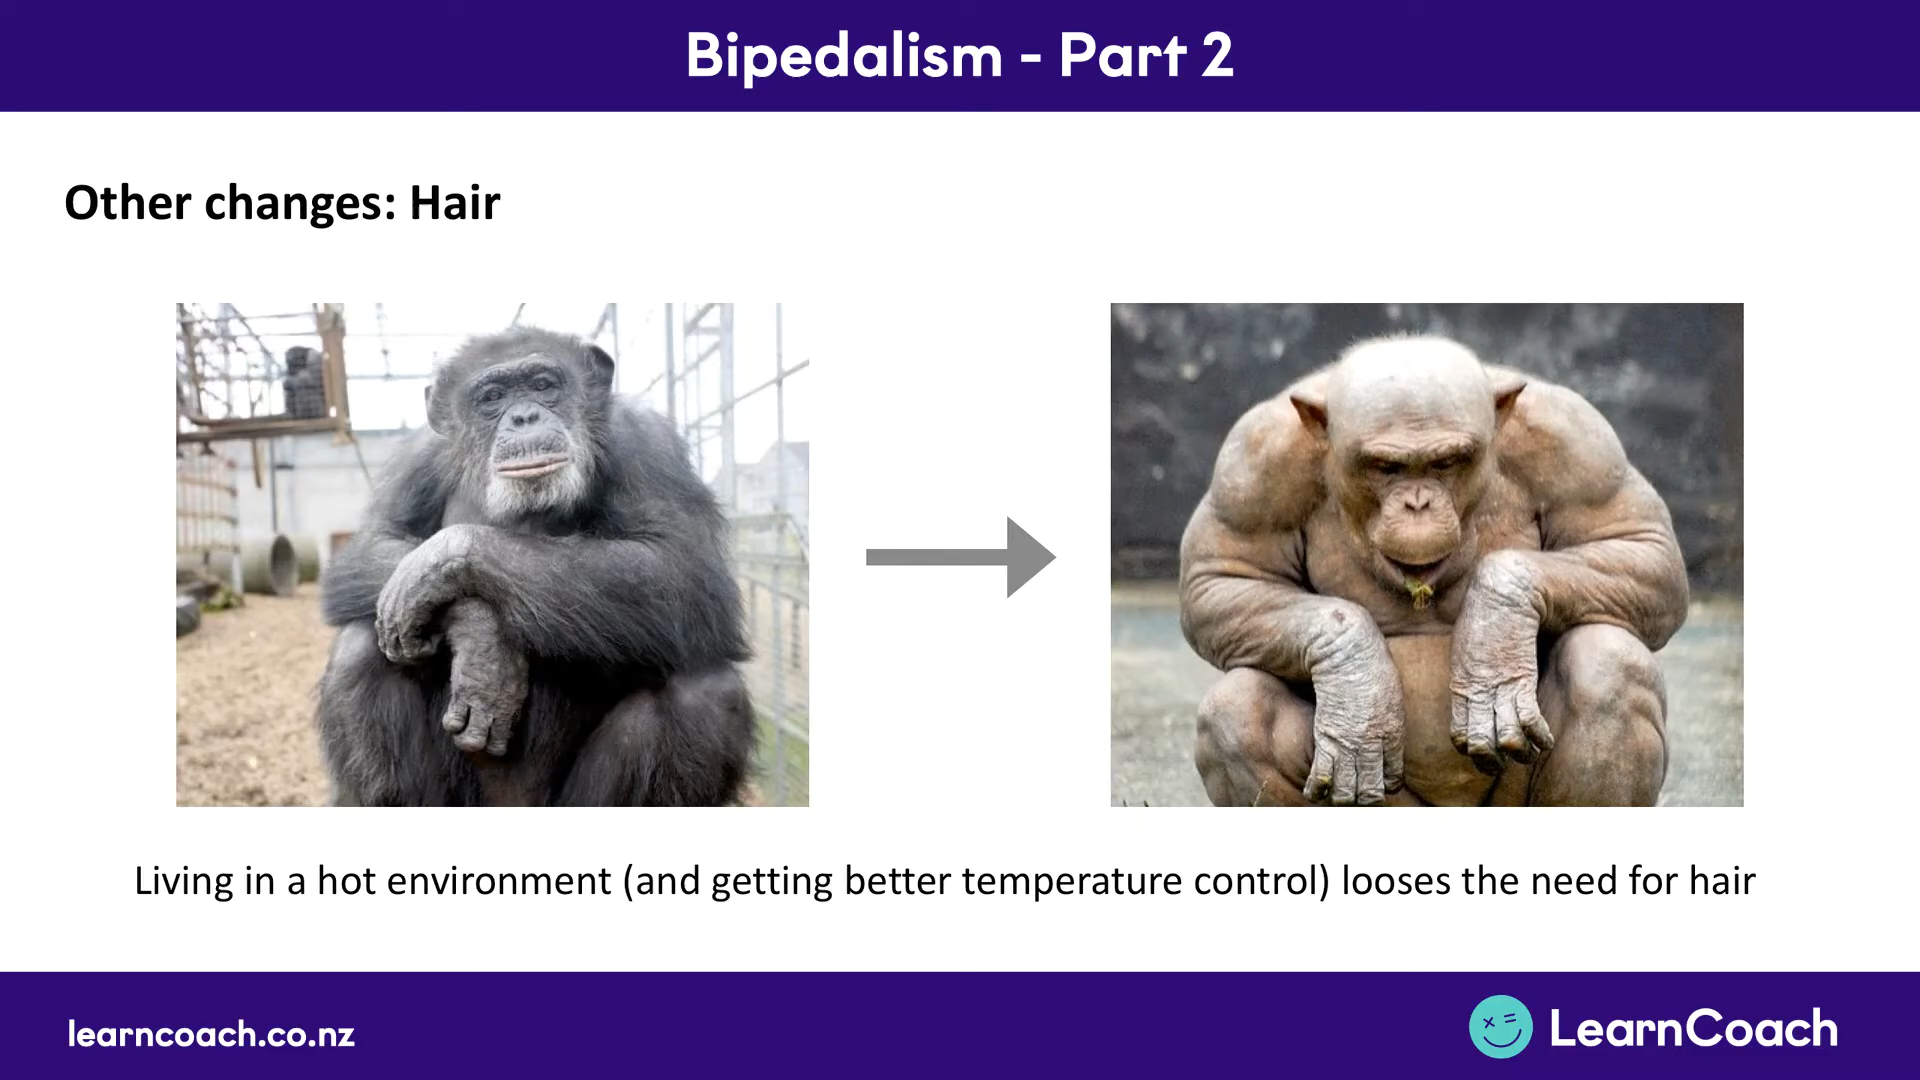 Bipedalism - Part 2
Other changes: Hair
Living in a hot environment (and getting better temperature control) looses the need for hair
learncoach.co.nz
LearnCoach